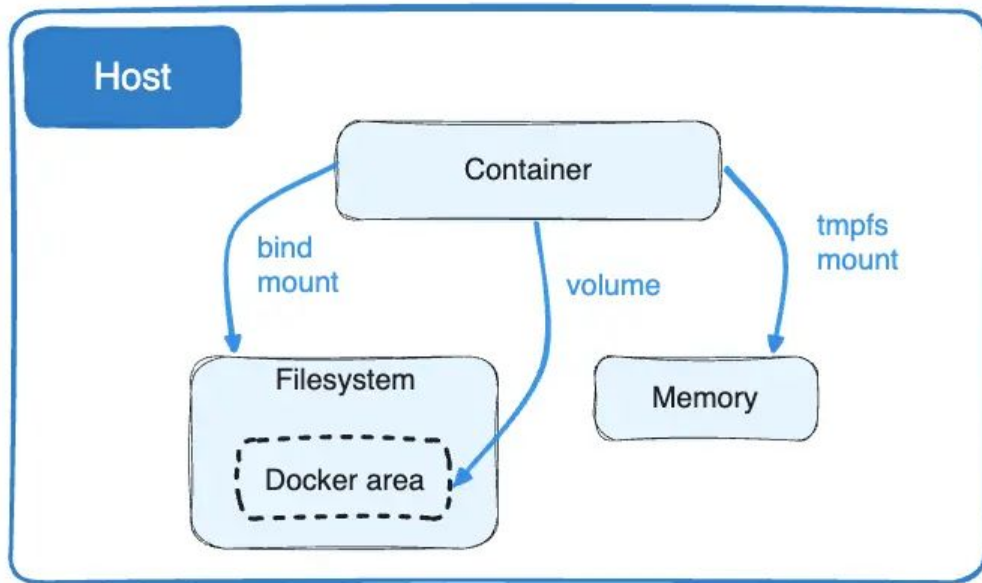 Host
Container
bind
mount
volume
tmpfs
mount
Filesystem
Memory
Docker area